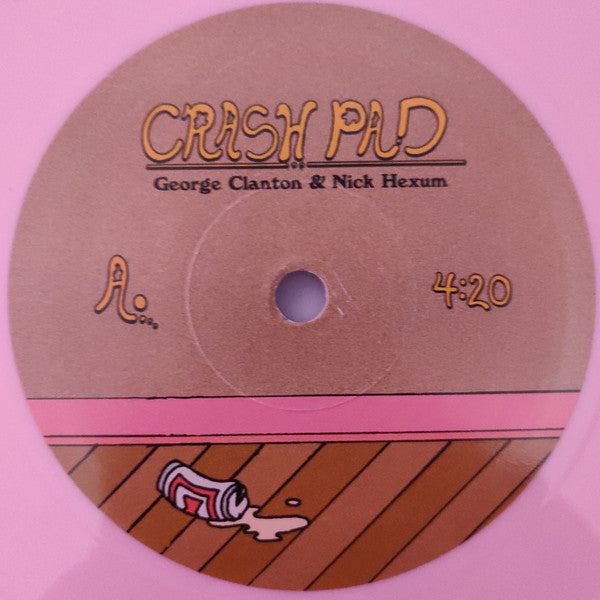 CRASH PAD
George Clanton & Nick Hexum
A.
4:20